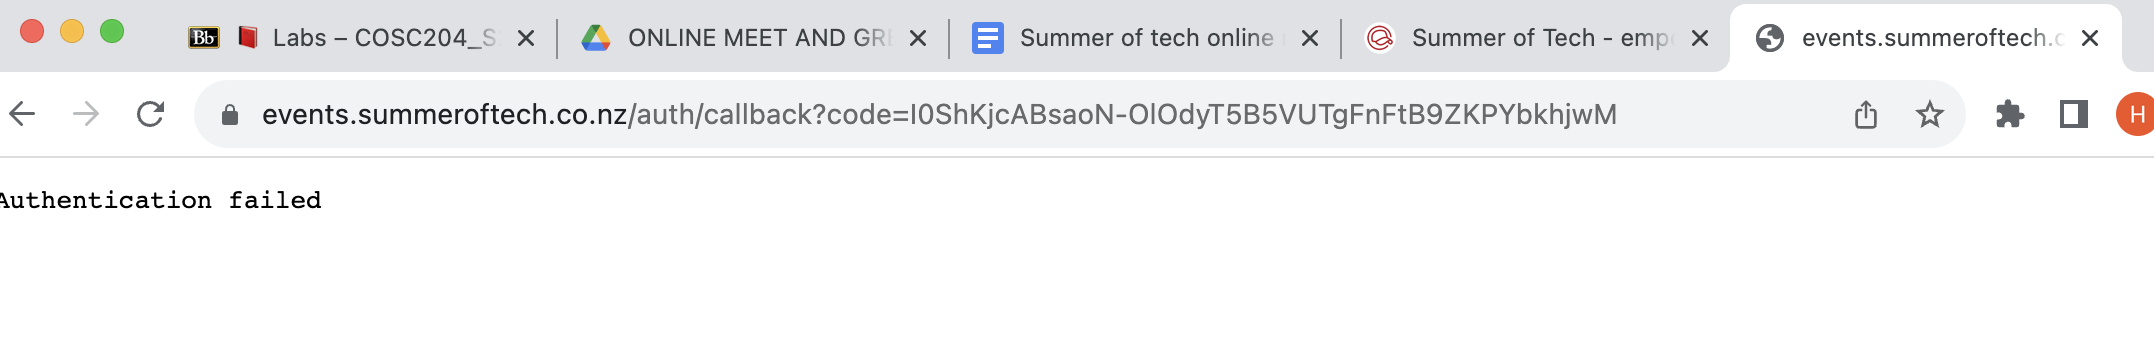 Bb Labs – COSC204_S ONLINE MEET AND GRE Summer of tech online Summer of Tech - emp events.summeroftech.c
events.summeroftech.co.nz/auth/callback?code=I0ShKjcABsaoN-OlOdyT5B5VUTgFnFtB9ZKPYbkhjwM H
Authentication failed